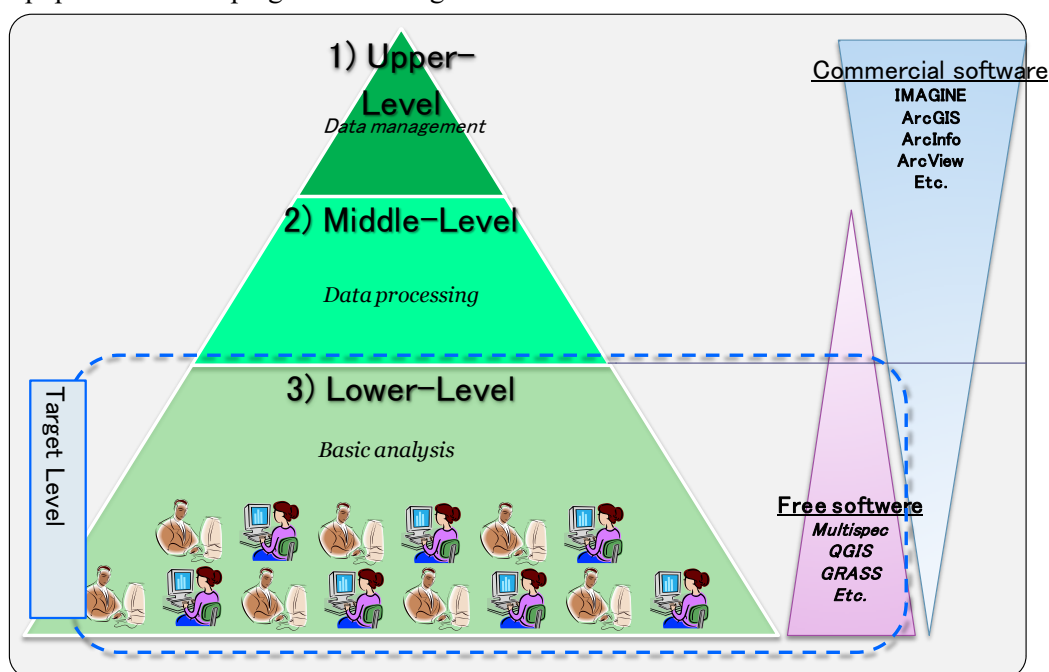 1) Upper-
Level
Data management
2) Middle-Level
Data processing
3) Lower-Level
Basic analysis
Target Level
Commercial software
IMAGINE
ArcGIS
ArcInfo
ArcView
Etc.
Free softwere
Multispec
QGIS
GRASS
Etc.